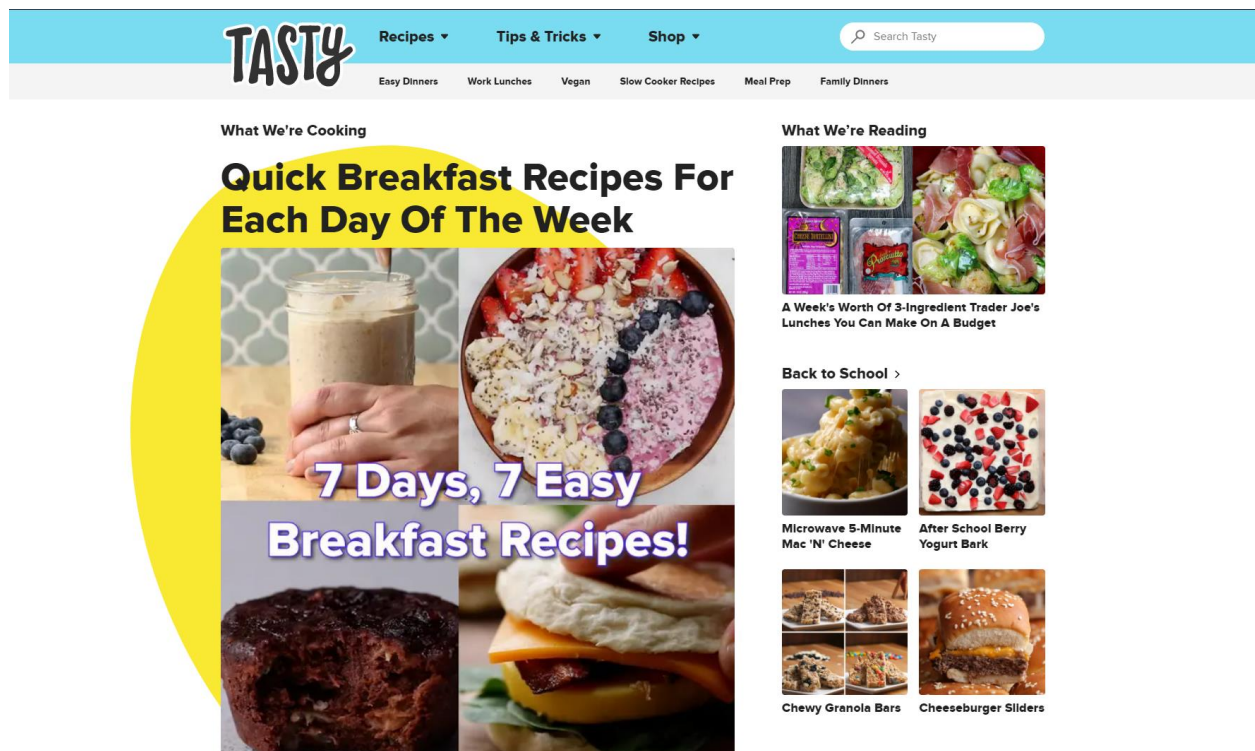 TASTY
Recipes
Tips & Tricks
Shop
Search Tasty
Easy Dinners
Work Lunches
Vegan
Slow Cooker Recipes
Meal Prep
Family Dinners
What We're Cooking
Quick Breakfast Recipes For
Each Day Of The Week
7 Days, 7 Easy
Breakfast Recipes!
What We’re Reading
Prosciutto
A Week's Worth Of 3-Ingredient Trader Joe's
Lunches You Can Make On A Budget
Back to School >
Microwave 5-Minute
Mac 'N' Cheese
After School Berry
Yogurt Bark
Chewy Granola Bars
Cheeseburger Sliders